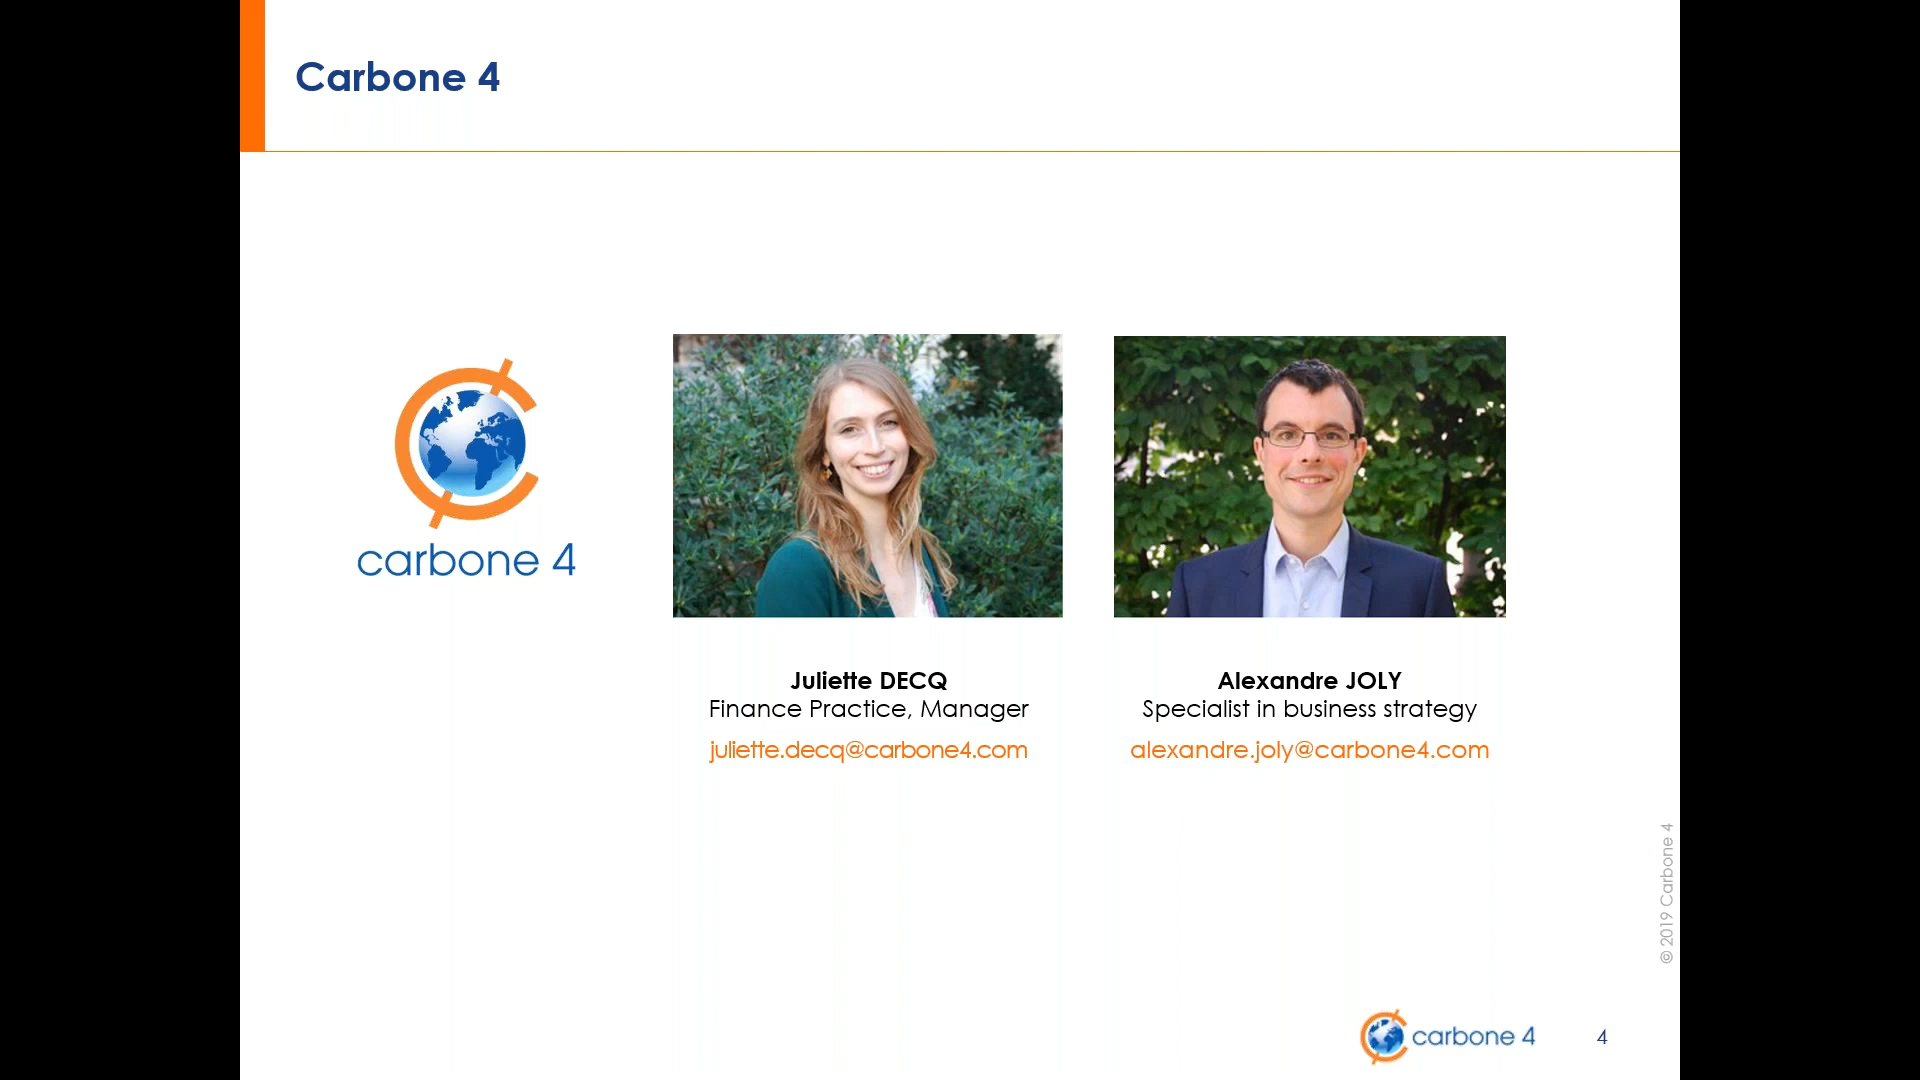 Carbone 4
carbone 4
Juliette DECQ
Finance Practice, Manager
juliette.decq@carbone4.com
Alexandre JOLY
Specialist in business strategy
alexandre.joly@carbone4.com
© 2019 Carbone 4
carbone 4
4